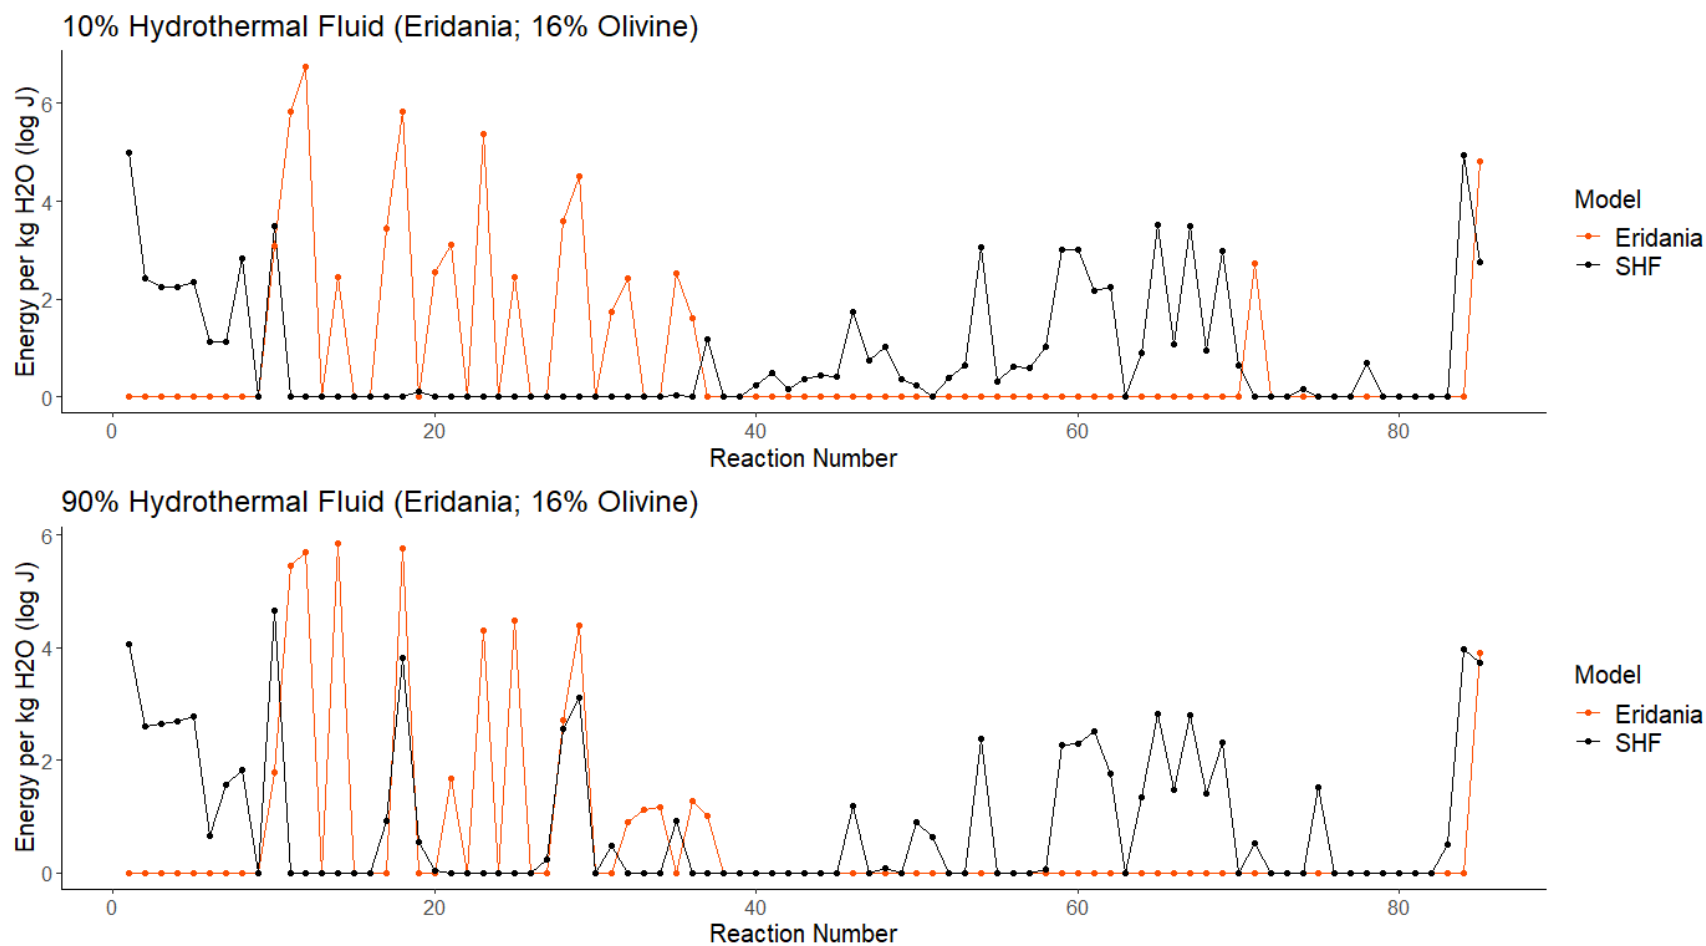 10% Hydrothermal Fluid (Eridania; 16% Olivine)
Energy per kg H2O (log J)
6
4
2
0
0 20 40 60 80
Reaction Number
Model
Eridania
SHF
90% Hydrothermal Fluid (Eridania; 16% Olivine)
Energy per kg H2O (log J)
6
4
2
0
0 20 40 60 80
Reaction Number
Model
Eridania
SHF